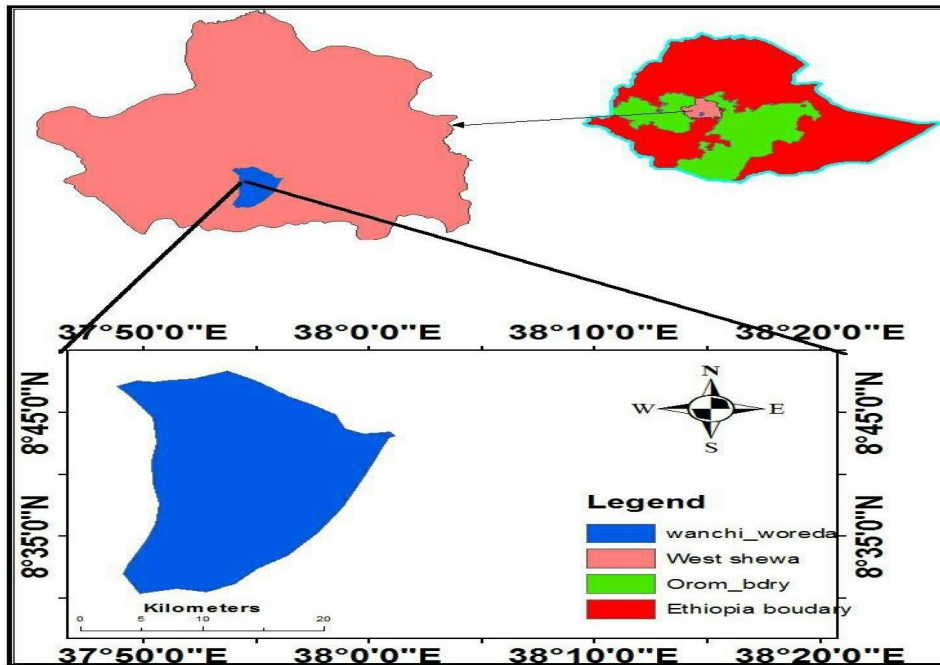 37°50'0"E 38°0'0"E 38°10'0"E 38°20'0"E
8°45'0"N
8°35'0"N
N
W E
S
8°45'0"N
8°35'0"N
Legend
wanchi_woreda
West shewa
Orom_bdry
Ethiopia boudary
Kilometers
0 5 10 20
37°50'0"E 38°0'0"E 38°10'0"E 38°20'0"E